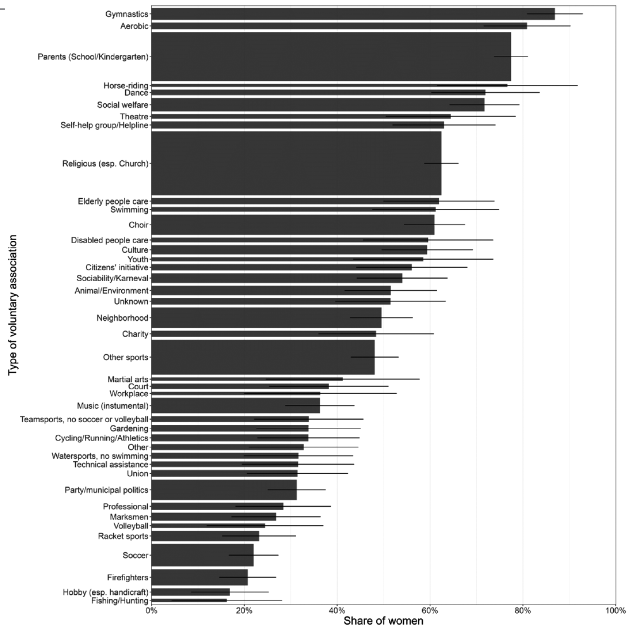 Gymnastics
Aerobic
Parents (School/Kindergarten)
Horse-riding
Dance
Social welfare
Theatre
Self-help group/Helpline
Religicus (esp. Church)
Elderly people care
Swimming
Choir
Disabled people care
Culture
Youth
Citizens' initiative
Sociability/Karneval
Animal/Environment
Unknown
Neighborhood
Charity
Other sports
Martial arts
Court
Workplace
Music (instumental)
Teamsports, no soccer or volleyball
Gardening
Cycling/Running/Athletics
Other
Watersports, no swimming
Technical assistance
Union
Party/municipal politics
Professional
Marksmen
Volleyball
Racket sports
Soccer
Firefighters
Hobby (esp. handicraft)
Fishing/Hunting
0% 20% 40% 60% 80% 100%
Share of women
Type of voluntary association